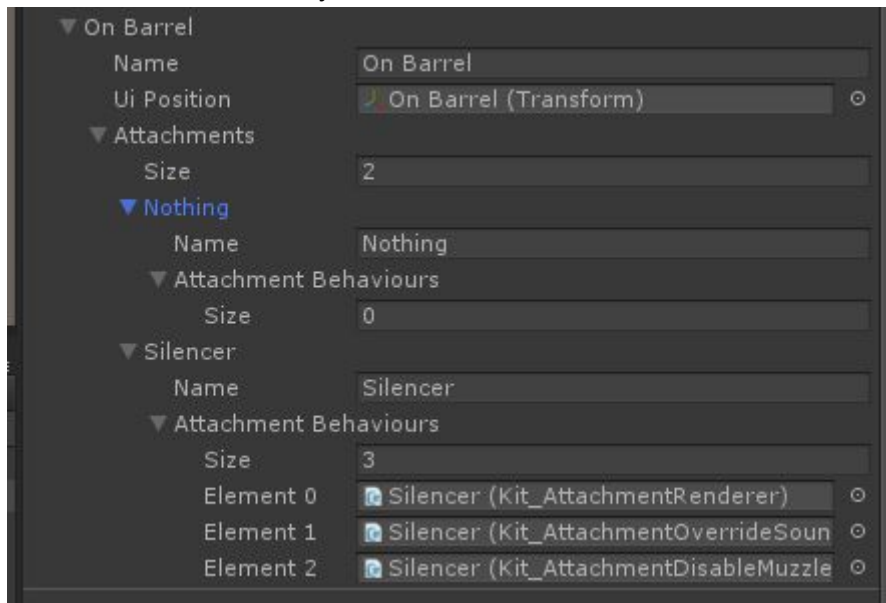 On Barrel
Name On Barrel
Ui Position On Barrel (Transform)
Attachments
Size 2
Nothing
Name Nothing
Attachment Behaviours
Size 0
Silencer
Name Silencer
Attachment Behaviours
Size 3
Element 0 Silencer (Kit_AttachmentRenderer)
Element 1 Silencer (Kit_AttachmentOverrideSoun
Element 2 Silencer (Kit_AttachmentDisableMuzzle